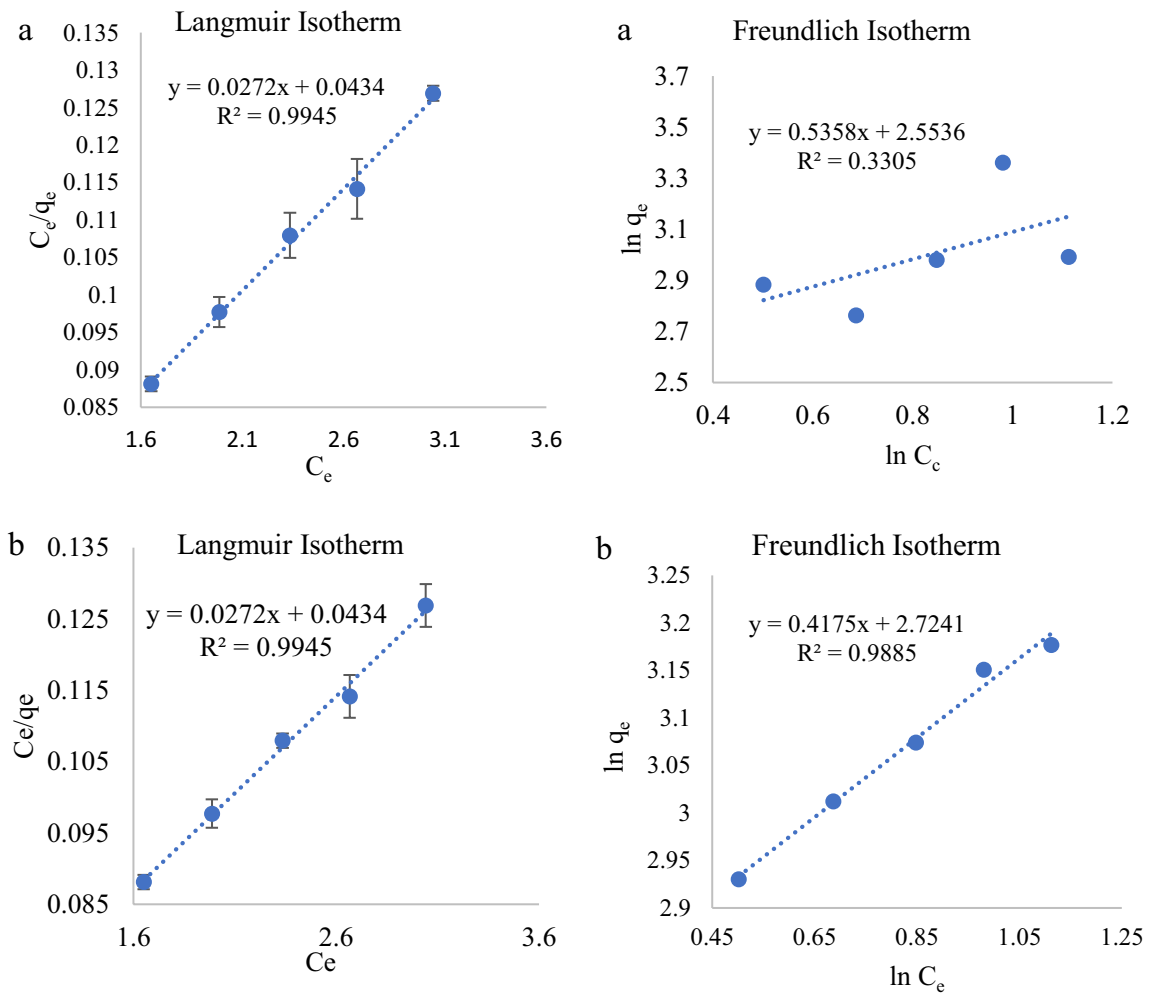 a
Langmuir Isotherm
y = 0.0272x + 0.0434
R² = 0.9945
0.135
0.13
0.125
0.12
0.115
0.11
0.105
0.1
0.095
0.09
0.085
Cₑ/qₑ
1.6 2.1 2.6 3.1 3.6
Cₑ
a
Freundlich Isotherm
y = 0.5358x + 2.5536
R² = 0.3305
3.7
3.5
3.3
3.1
2.9
2.7
2.5
ln qₑ
0.4 0.6 0.8 1 1.2
ln C_c
b
Langmuir Isotherm
y = 0.0272x + 0.0434
R² = 0.9945
0.135
0.125
0.115
0.105
0.095
0.085
Ce/qe
1.6 2.6 3.6
Ce
b
Freundlich Isotherm
y = 0.4175x + 2.7241
R² = 0.9885
3.25
3.2
3.15
3.1
3.05
3
2.95
2.9
ln qₑ
0.45 0.65 0.85 1.05 1.25
ln Cₑ